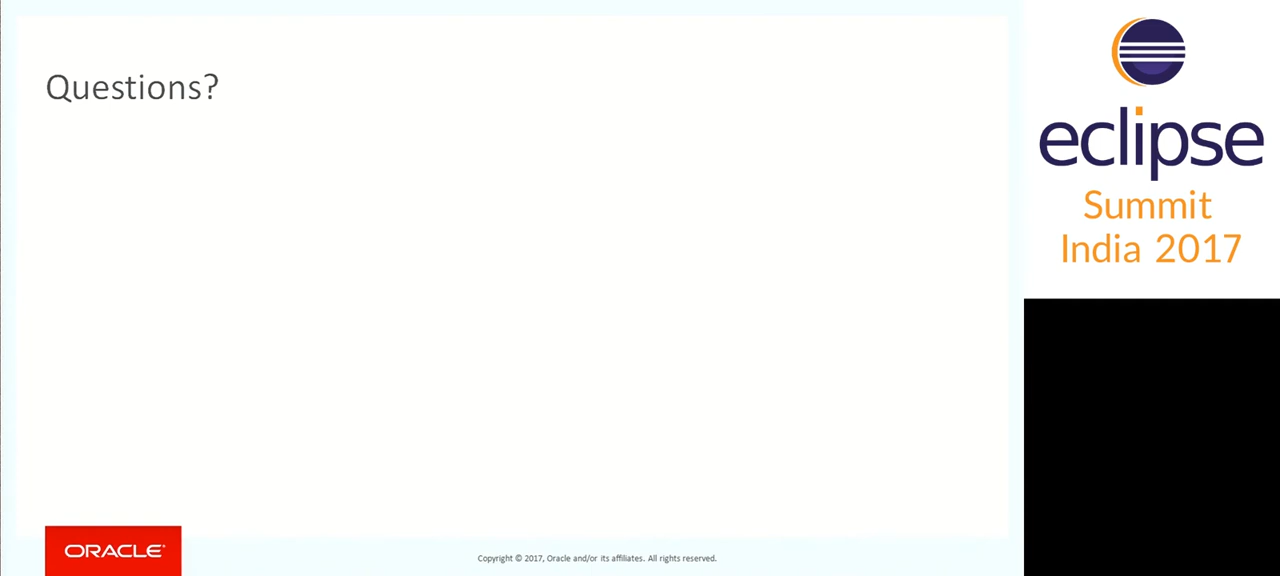 Questions?
eclipse
Summit
India 2017
ORACLE
Copyright © 2017, Oracle and/or its affiliates. All rights reserved.